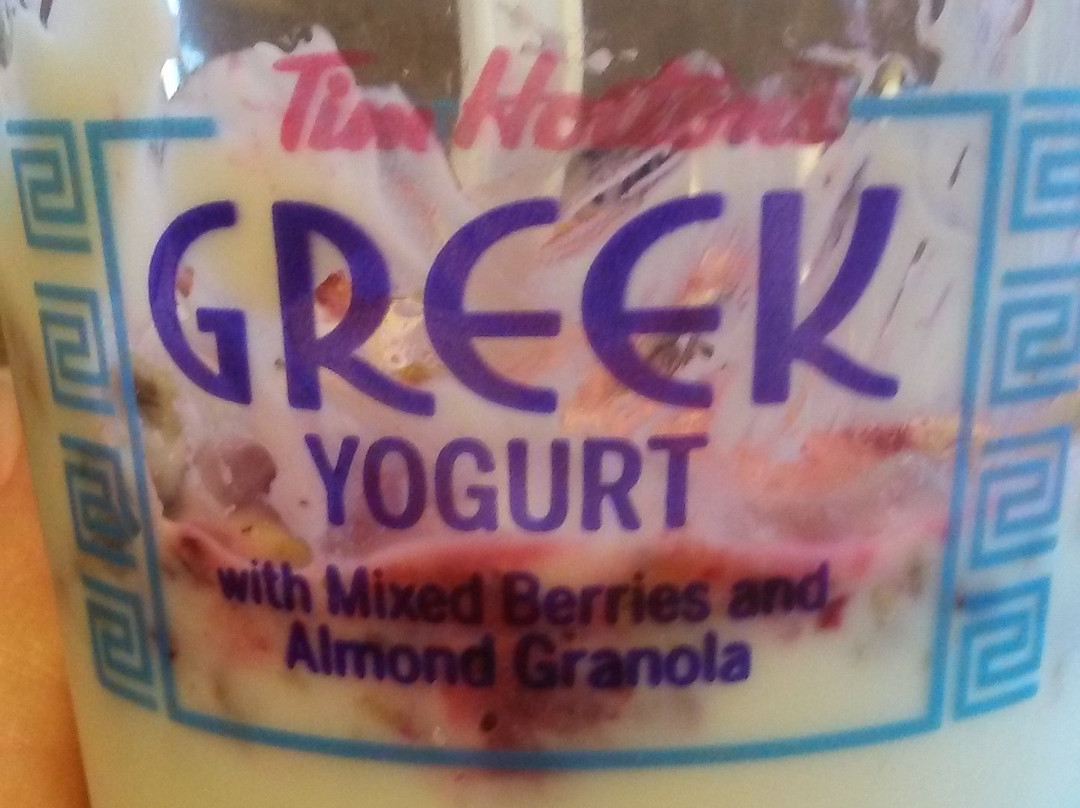 Tim Hortons
GREEK
YOGURT
with Mixed Berries and
Almond Granola